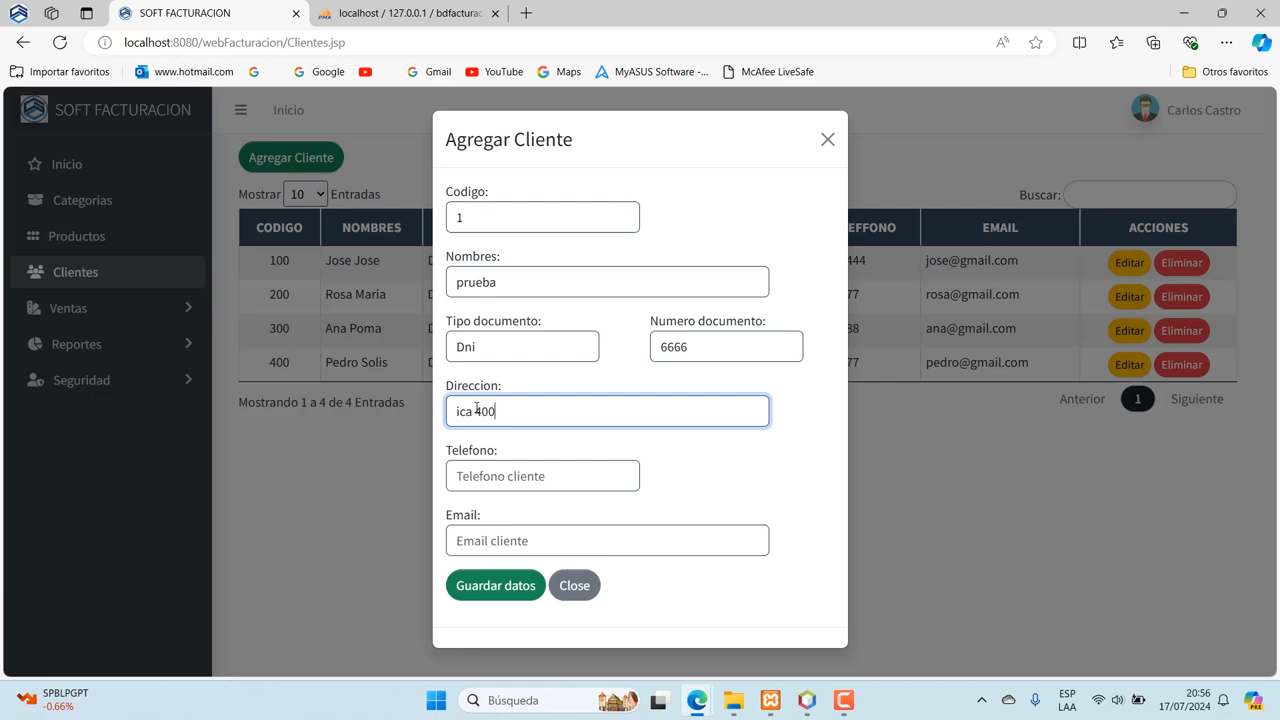 SOFT FACTURACION
localhost / 127.0.0.1 / bdfactura
localhost:8080/webFacturacion/Clientes.jsp
Importar favoritos
www.hotmail.com
Google
Gmail
YouTube
Maps
MyASUS Software -...
McAfee LiveSafe
Otros favoritos
SOFT FACTURACION
Inicio
Carlos Castro
Inicio
Categorias
Productos
Clientes
Ventas
Reportes
Seguridad
Agregar Cliente
Mostrar 10 Entradas
Buscar:
CODIGO NOMBRES EMAIL ACCIONES
100 Jose Jose jose@gmail.com Editar Eliminar
200 Rosa Maria rosa@gmail.com Editar Eliminar
300 Ana Poma ana@gmail.com Editar Eliminar
400 Pedro Solis pedro@gmail.com Editar Eliminar
Mostrando 1 a 4 de 4 Entradas
Anterior 1 Siguiente
Agregar Cliente
Codigo:
1
Nombres:
prueba
Tipo documento: Numero documento:
Dni 6666
Direccion:
ica 400
Telefono:
Telefono cliente
Email:
Email cliente
Guardar datos Close
SPBLPGPT
-0.66%
Búsqueda
ESP
LAA
20:56
17/07/2024